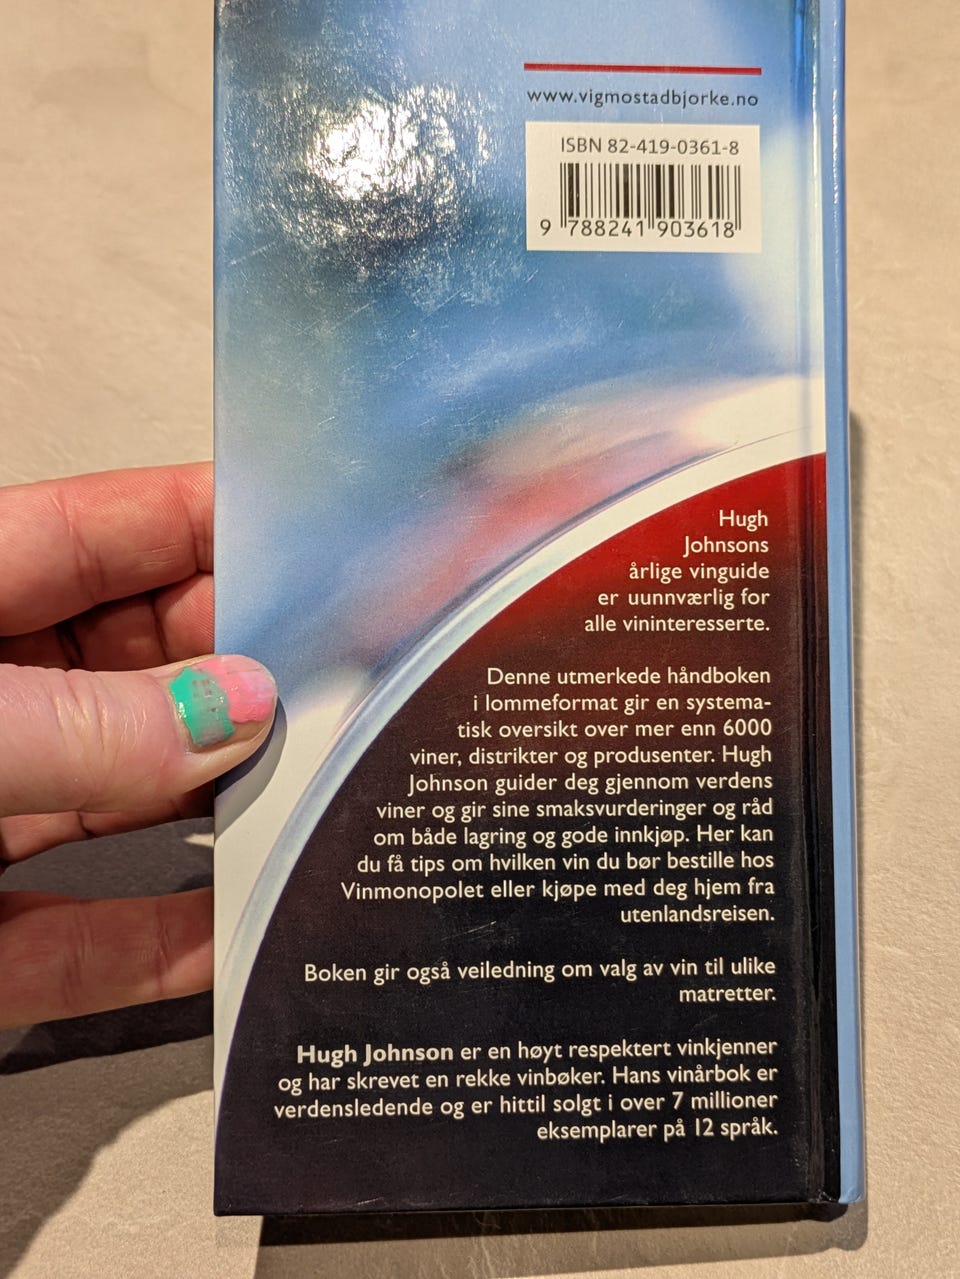 www.vigmostadbjorke.no
ISBN 82-419-0361-8
9 788241 903618
Hugh
Johnsons
årlige vinguide
er uunnværlig for
alle vininteresserte.
Denne utmerkede håndboken
i lommeformat gir en systema-
tisk oversikt over mer enn 6000
viner, distrikter og produsenter. Hugh
Johnson guider deg gjennom verdens
viner og gir sine smaksvurderinger og råd
om både lagring og gode innkjøp. Her kan
du få tips om hvilken vin du bør bestille hos
Vinmonopolet eller kjøpe med deg hjem fra
utenlandsreisen.
Boken gir også veiledning om valg av vin til ulike
matretter.
Hugh Johnson er en høyt respektert vinkjenner
og har skrevet en rekke vinbøker. Hans vinårbok er
verdensledende og er hittil solgt i over 7 millioner
eksemplarer på 12 språk.